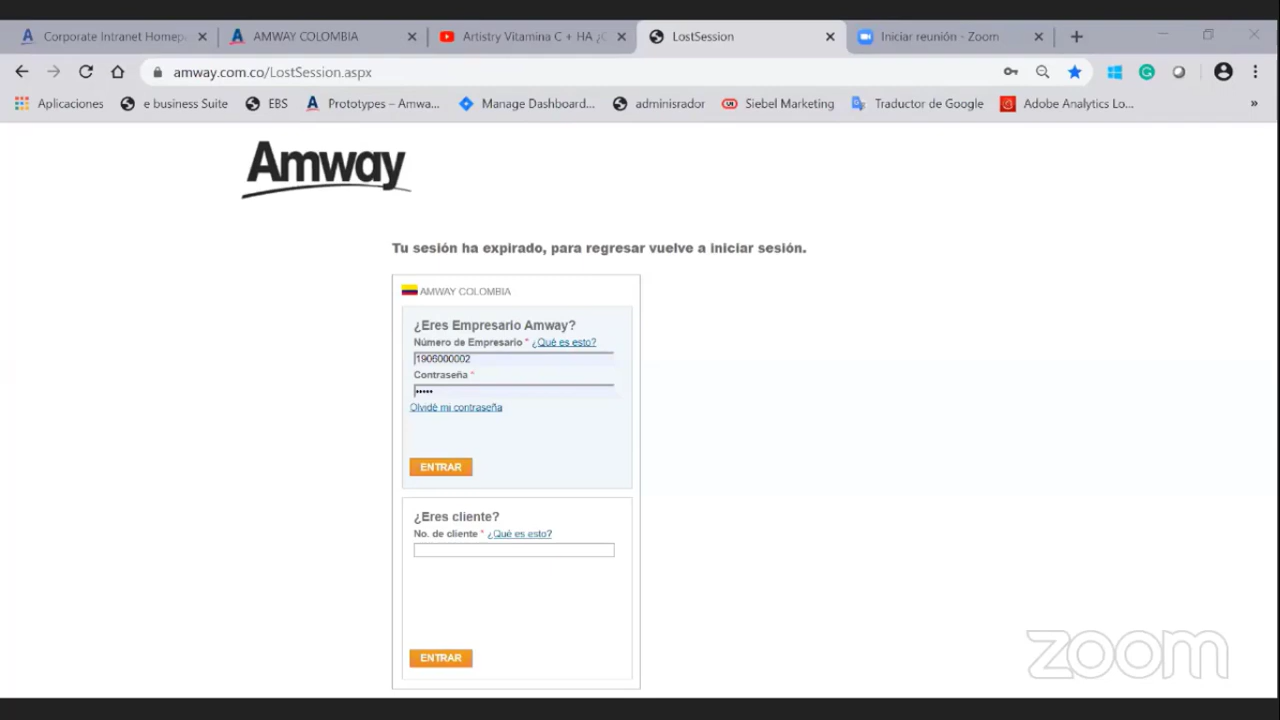 Corporate Intranet Homep
AMWAY COLOMBIA
Artistry Vitamina C + HA ¿C
LostSession
Iniciar reunión - Zoom
amway.com.co/LostSession.aspx
Aplicaciones
e business Suite
EBS
Prototypes – Amwa...
Manage Dashboard...
adminisrador
Siebel Marketing
Traductor de Google
Adobe Analytics Lo...
»
Amway
Tu sesión ha expirado, para regresar vuelve a iniciar sesión.
AMWAY COLOMBIA
¿Eres Empresario Amway?
Número de Empresario * ¿Qué es esto?
1906000002
Contraseña *
•••••
Olvidé mi contraseña
ENTRAR
¿Eres cliente?
No. de cliente * ¿Qué es esto?
ENTRAR
zoom